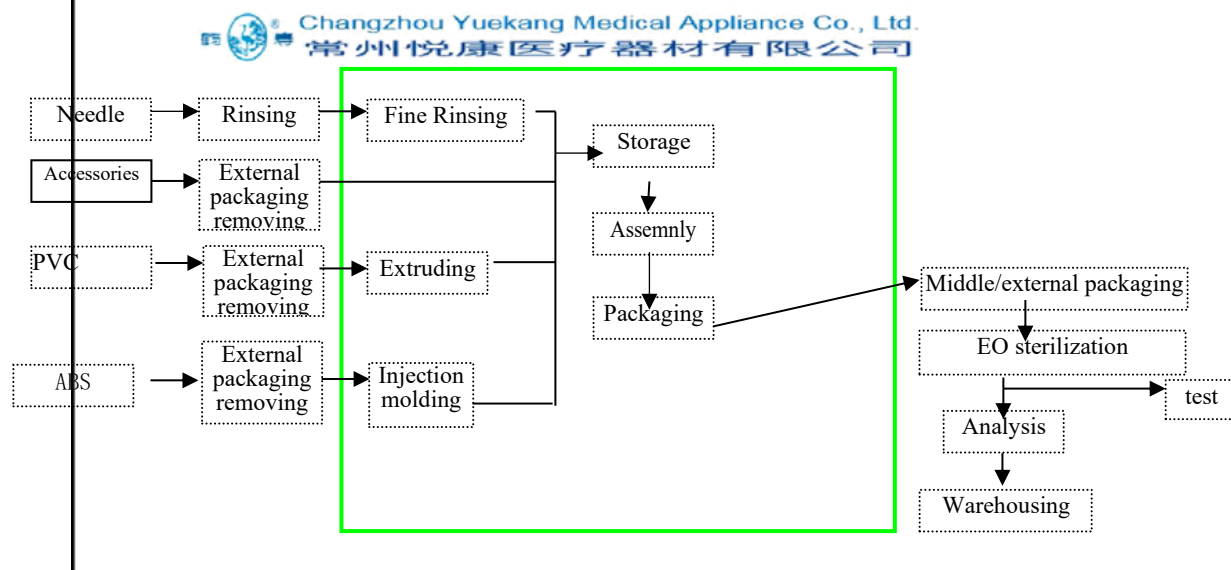 Changzhou Yuekang Medical Appliance Co., Ltd.
常州悦康医疗器材有限公司
Needle
Rinsing
Fine Rinsing
Storage
Accessories
External
packaging
removing
Assemnly
PVC
External
packaging
removing
Extruding
Packaging
Middle/external packaging
EO sterilization
ABS
External
packaging
removing
Injection
molding
test
Analysis
Warehousing